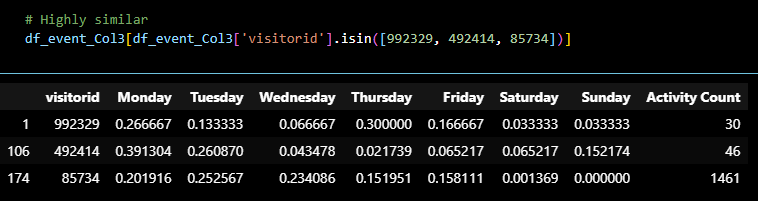 # Highly similar
df_event_Col3[df_event_Col3['visitorid'].isin([992329, 492414, 85734])]
visitorid Monday Tuesday Wednesday Thursday Friday Saturday Sunday Activity Count
1 992329 0.266667 0.133333 0.066667 0.300000 0.166667 0.033333 0.033333 30
106 492414 0.391304 0.260870 0.043478 0.021739 0.065217 0.065217 0.152174 46
174 85734 0.201916 0.252567 0.234086 0.151951 0.158111 0.001369 0.000000 1461